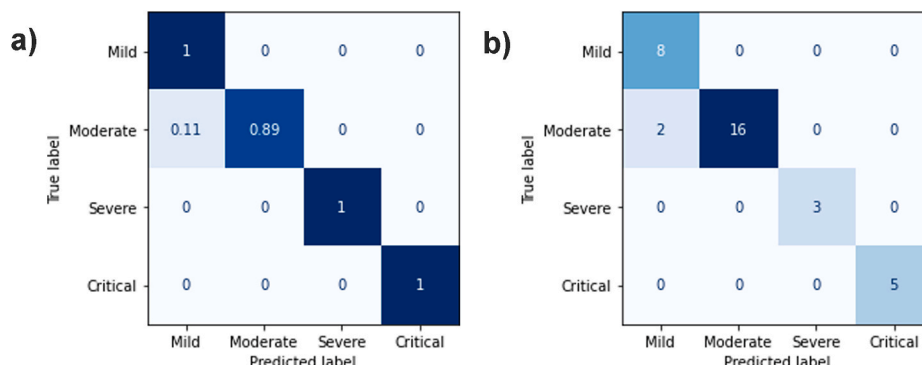 a)
True label
Mild 1 0 0 0
Moderate 0.11 0.89 0 0
Severe 0 0 1 0
Critical 0 0 0 1
Mild Moderate Severe Critical
Predicted label
b)
True label
Mild 8 0 0 0
Moderate 2 16 0 0
Severe 0 0 3 0
Critical 0 0 0 5
Mild Moderate Severe Critical
Predicted label